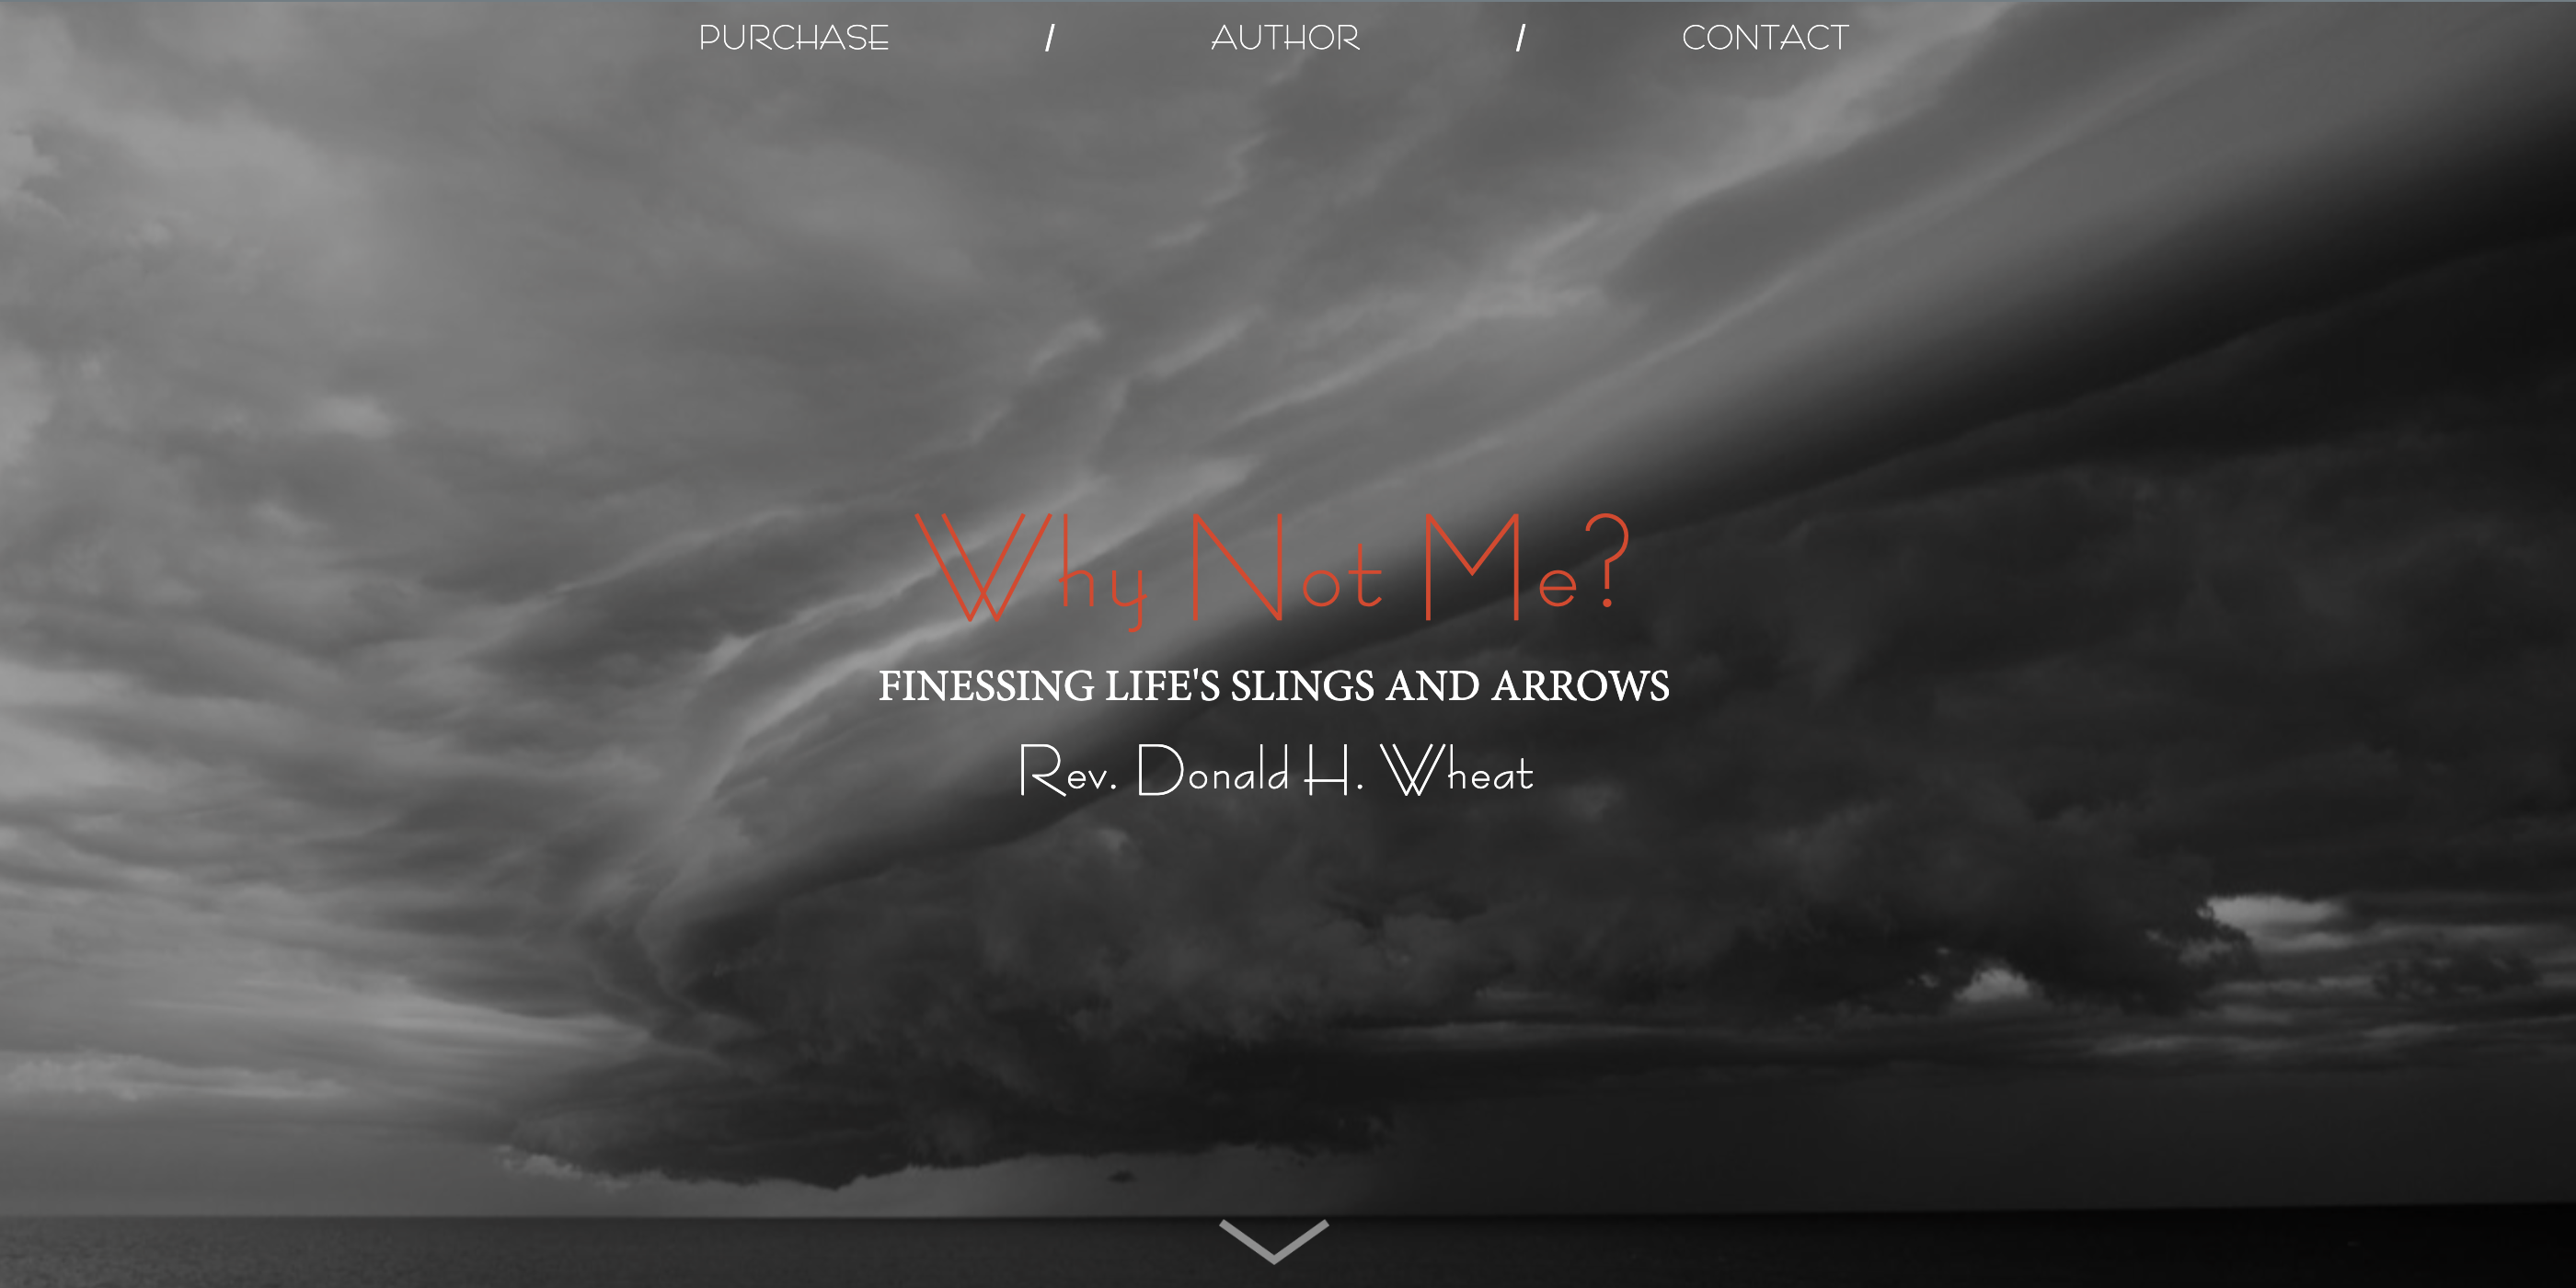 PURCHASE / AUTHOR / CONTACT
Why Not Me?
FINESSING LIFE'S SLINGS AND ARROWS
Rev. Donald H. Wheat